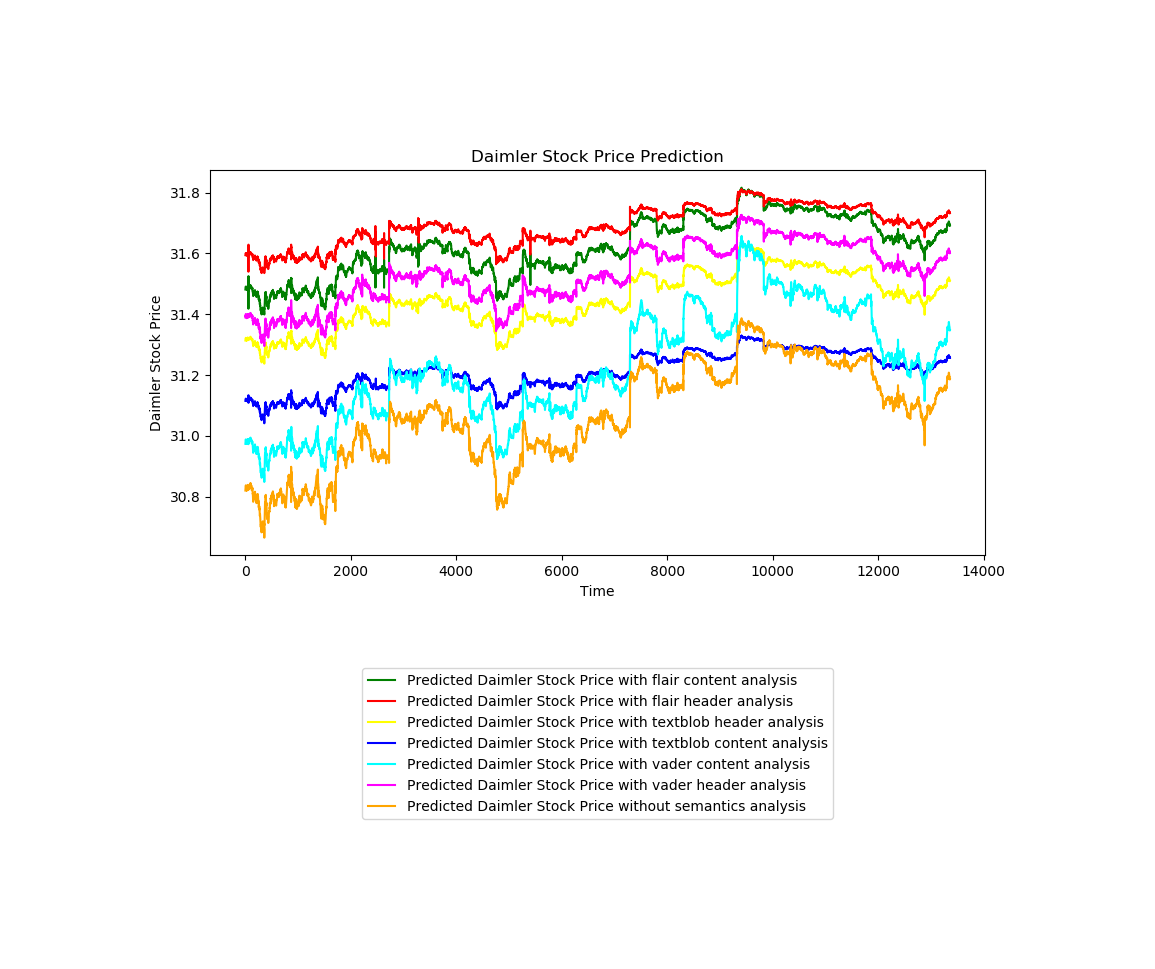 Daimler Stock Price Prediction
31.8
31.6
31.4
31.2
31.0
30.8
Daimler Stock Price
0 2000 4000 6000 8000 10000 12000 14000
Time
Predicted Daimler Stock Price with flair content analysis
Predicted Daimler Stock Price with flair header analysis
Predicted Daimler Stock Price with textblob header analysis
Predicted Daimler Stock Price with textblob content analysis
Predicted Daimler Stock Price with vader content analysis
Predicted Daimler Stock Price with vader header analysis
Predicted Daimler Stock Price without semantics analysis